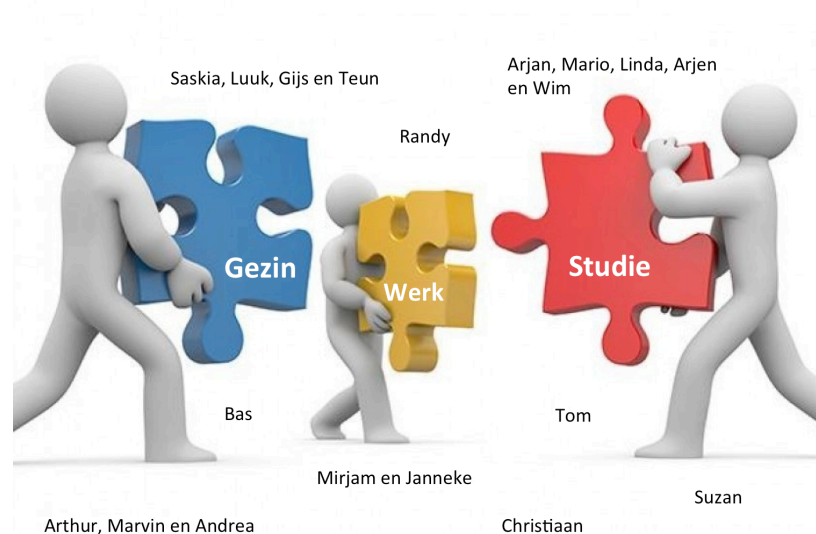 Saskia, Luuk, Gijs en Teun
Arjan, Mario, Linda, Arjen
en Wim
Randy
Gezin
Werk
Studie
Bas
Tom
Mirjam en Janneke
Suzan
Arthur, Marvin en Andrea
Christiaan